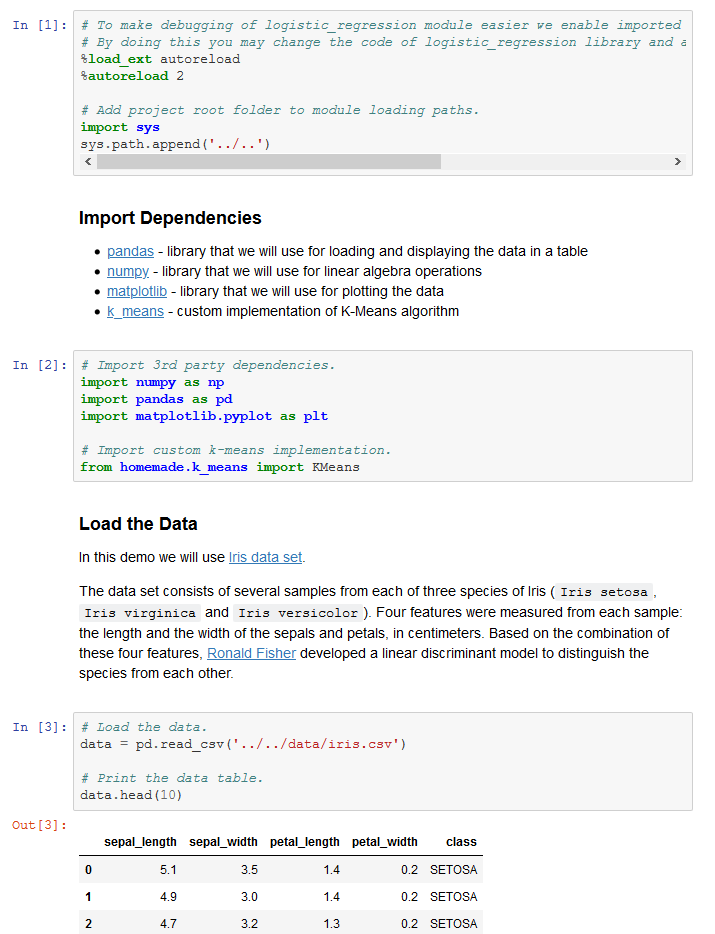 In [1]: # To make debugging of logistic_regression module easier we enable imported
# By doing this you may change the code of logistic_regression library and a
%load_ext autoreload
%autoreload 2
# Add project root folder to module loading paths.
import sys
sys.path.append('../..')
Import Dependencies
• pandas - library that we will use for loading and displaying the data in a table
• numpy - library that we will use for linear algebra operations
• matplotlib - library that we will use for plotting the data
• k_means - custom implementation of K-Means algorithm
In [2]: # Import 3rd party dependencies.
import numpy as np
import pandas as pd
import matplotlib.pyplot as plt
# Import custom k-means implementation.
from homemade.k_means import KMeans
Load the Data
In this demo we will use Iris data set.
The data set consists of several samples from each of three species of Iris ( Iris setosa ,
Iris virginica and Iris versicolor ). Four features were measured from each sample:
the length and the width of the sepals and petals, in centimeters. Based on the combination of
these four features, Ronald Fisher developed a linear discriminant model to distinguish the
species from each other.
In [3]: # Load the data.
data = pd.read_csv('../../data/iris.csv')
# Print the data table.
data.head(10)
Out[3]:
sepal_length sepal_width petal_length petal_width class
0 5.1 3.5 1.4 0.2 SETOSA
1 4.9 3.0 1.4 0.2 SETOSA
2 4.7 3.2 1.3 0.2 SETOSA